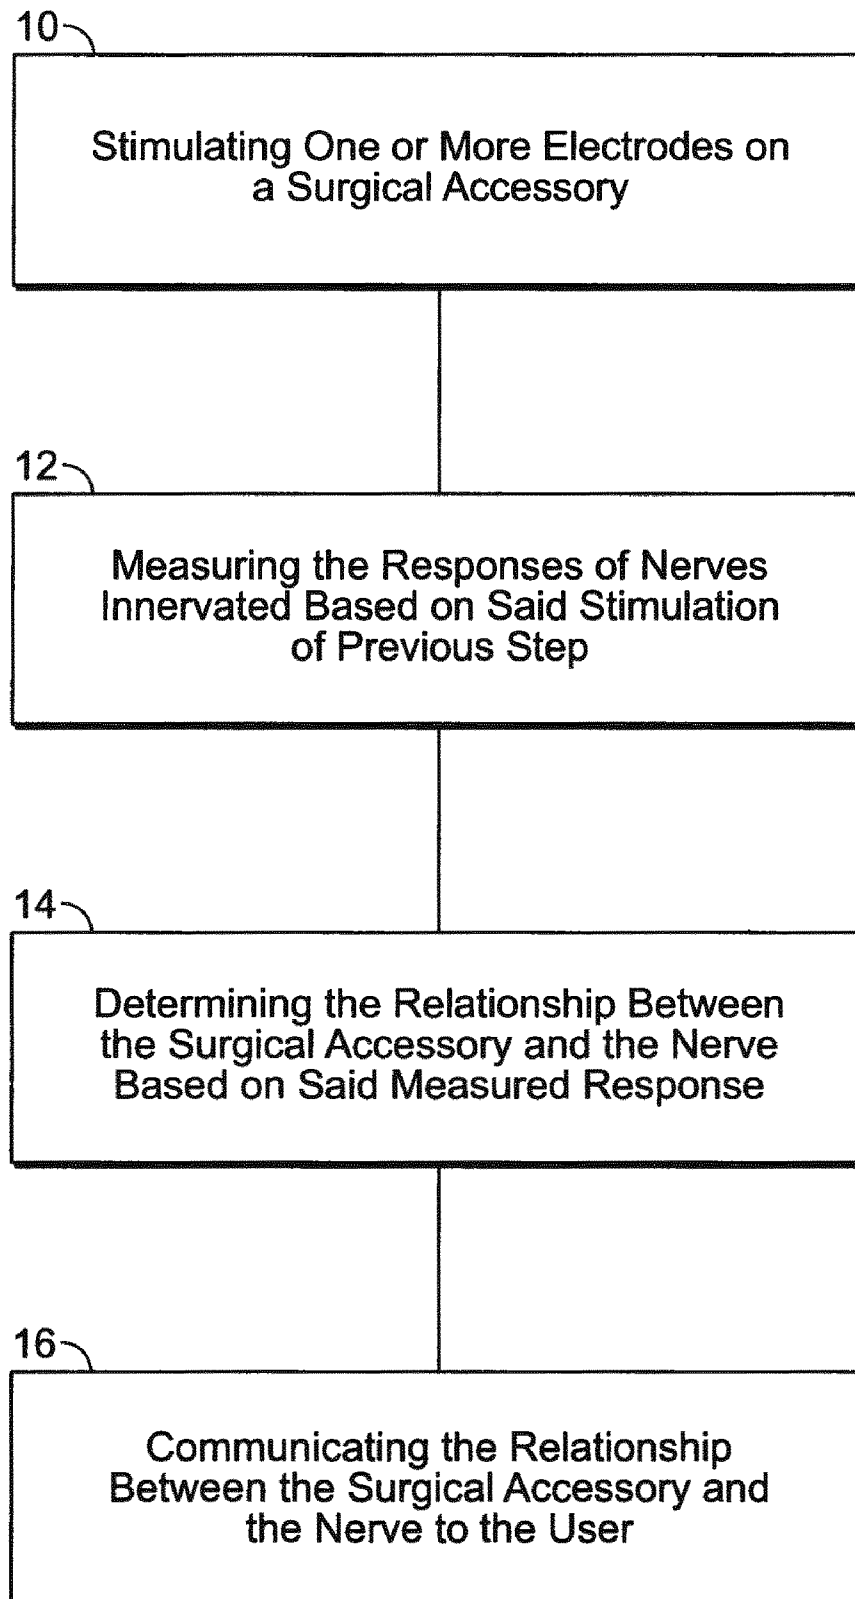 10
Stimulating One or More Electrodes on
a Surgical Accessory
12
Measuring the Responses of Nerves
Innervated Based on Said Stimulation
of Previous Step
14
Determining the Relationship Between
the Surgical Accessory and the Nerve
Based on Said Measured Response
16
Communicating the Relationship
Between the Surgical Accessory and
the Nerve to the User